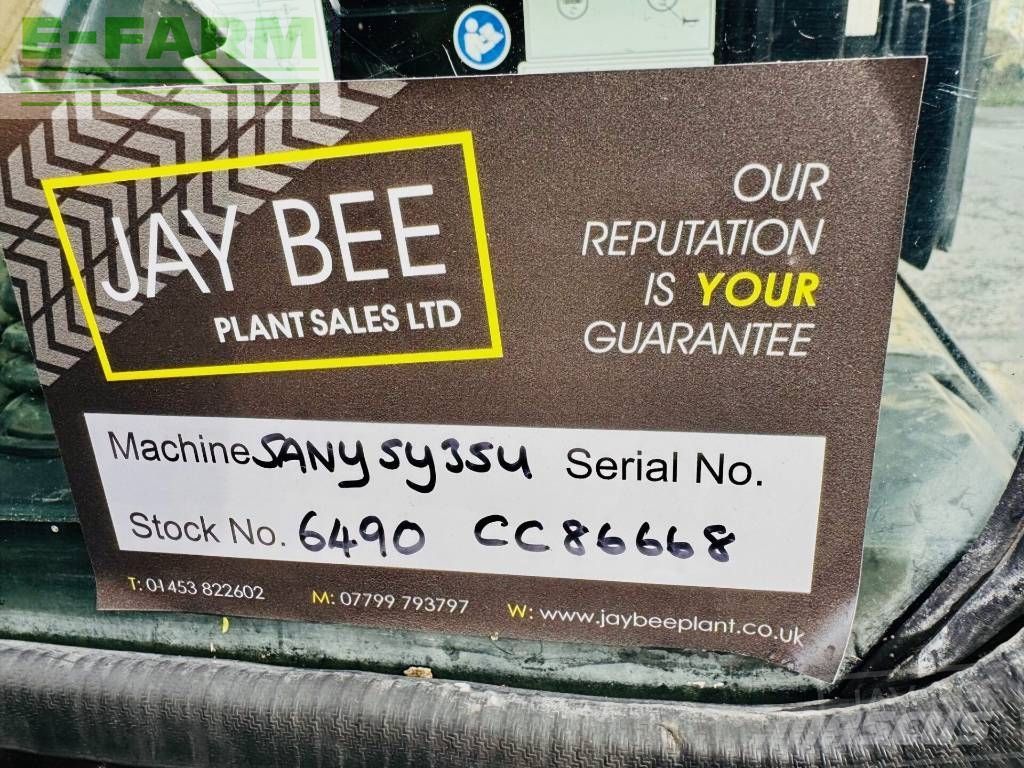 E-FARM
JAY BEE
PLANT SALES LTD
OUR
REPUTATION
IS YOUR
GUARANTEE
Machine SANY SY35U Serial No.
Stock No. 6490 CC86668
T: 01453 822602 M: 07799 793797 W: www.jaybeeplant.co.uk